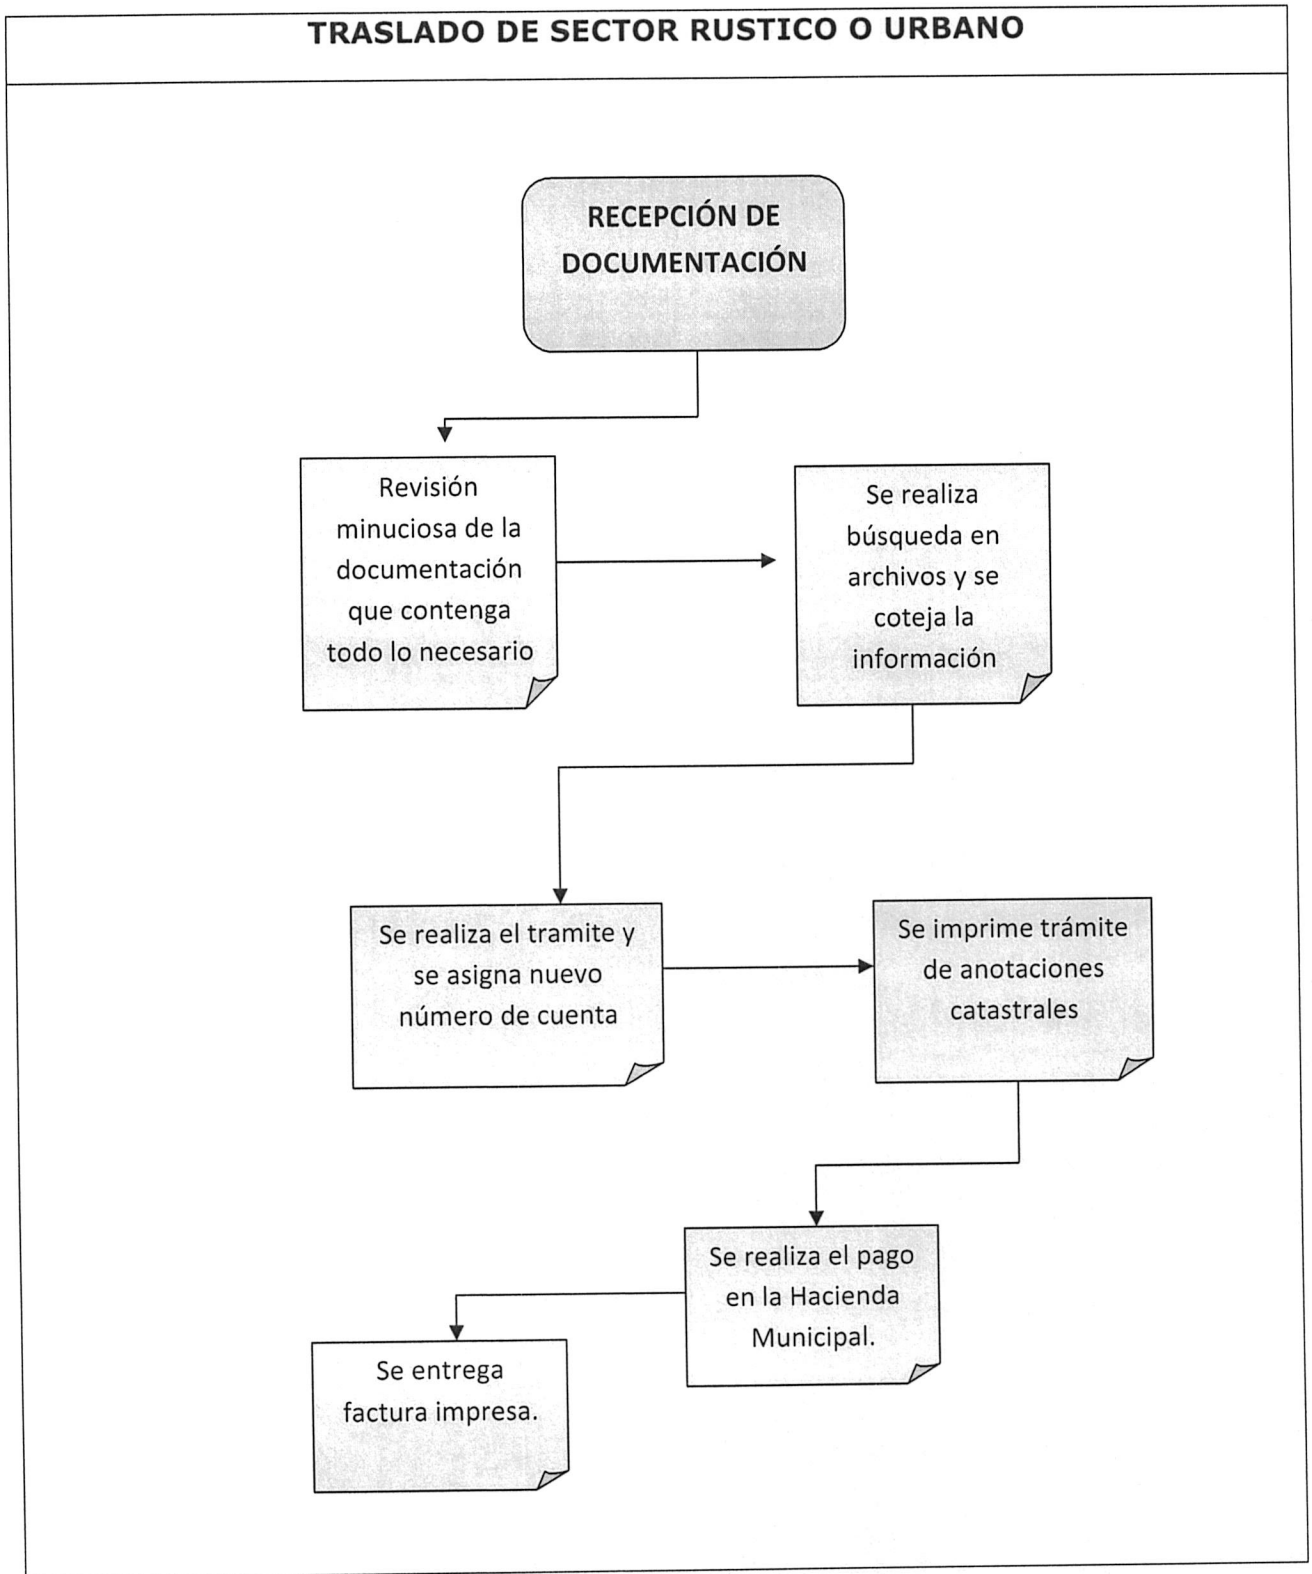 TRASLADO DE SECTOR RUSTICO O URBANO
RECEPCIÓN DE
DOCUMENTACIÓN
Revisión
minuciosa de la
documentación
que contenga
todo lo necesario
Se realiza
búsqueda en
archivos y se
coteja la
información
Se realiza el tramite y
se asigna nuevo
número de cuenta
Se imprime trámite
de anotaciones
catastrales
Se realiza el pago
en la Hacienda
Municipal.
Se entrega
factura impresa.